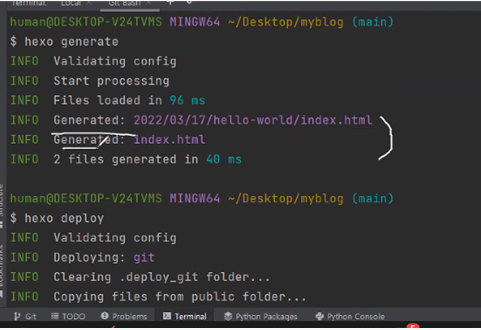 Terminal: Local Git Bash
human@DESKTOP-V24TVMS MINGW64 ~/Desktop/myblog (main)
$ hexo generate
INFO  Validating config
INFO  Start processing
INFO  Files loaded in 96 ms
INFO  Generated: 2022/03/17/hello-world/index.html
INFO  Generated: index.html
INFO  2 files generated in 40 ms
human@DESKTOP-V24TVMS MINGW64 ~/Desktop/myblog (main)
$ hexo deploy
INFO  Validating config
INFO  Deploying: git
INFO  Clearing .deploy_git folder...
INFO  Copying files from public folder...
Git TODO Problems Terminal Python Packages Python Console